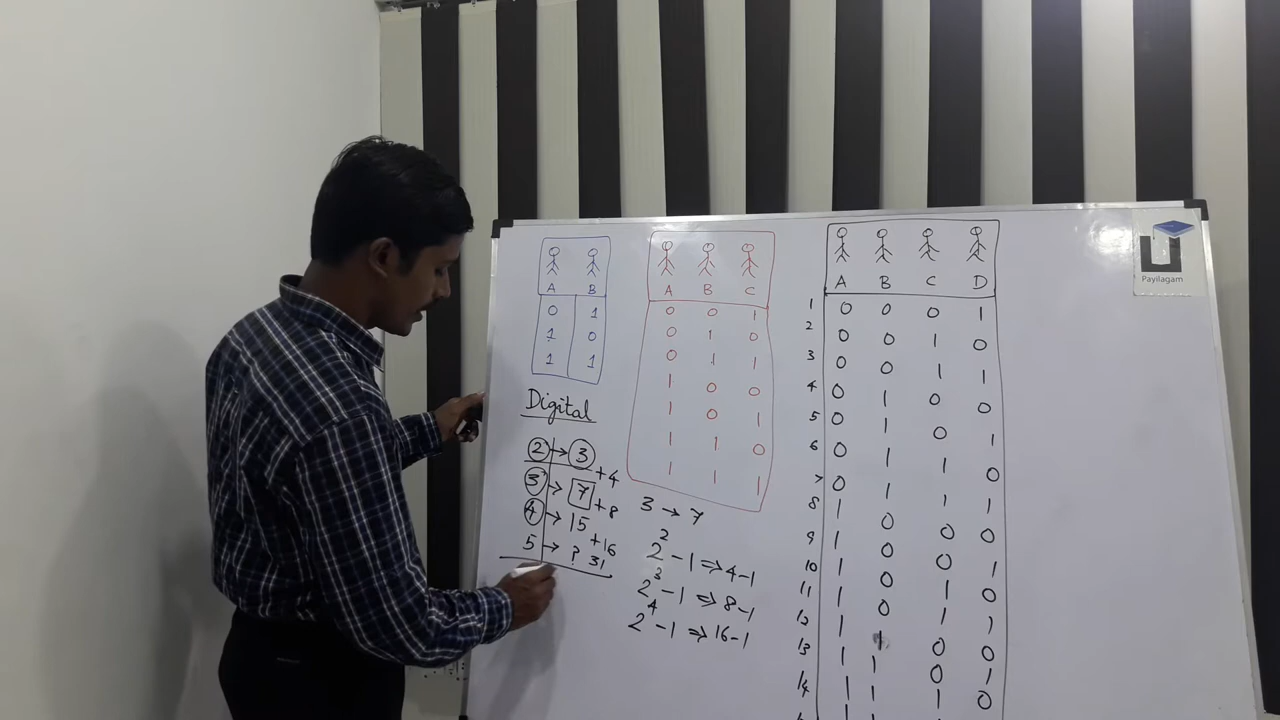 Payilagam
A B
0 1
1 0
1 1
A B C
0 0 1
0 1 0
0 1 1
1 0 0
1 0 1
1 1 0
1 1 1
A B C D
1 0 0 0 1
2 0 0 1 0
3 0 0 1 1
4 0 1 0 0
5 0 1 0 1
6 0 1 1 0
7 0 1 1 1
8 1 0 0 0
9 1 0 0 1
10 1 0 1 0
11 1 0 1 1
12 1 1 0 0
13 1 1 0 1
14 1 1 1 0
Digital
2 → 3
+4
3 → 7
+8
4 → 15
+16
5 → ? 31
3 → 7
2² -1 ⇒ 4-1
2³ -1 ⇒ 8-1
2⁴ -1 ⇒ 16-1